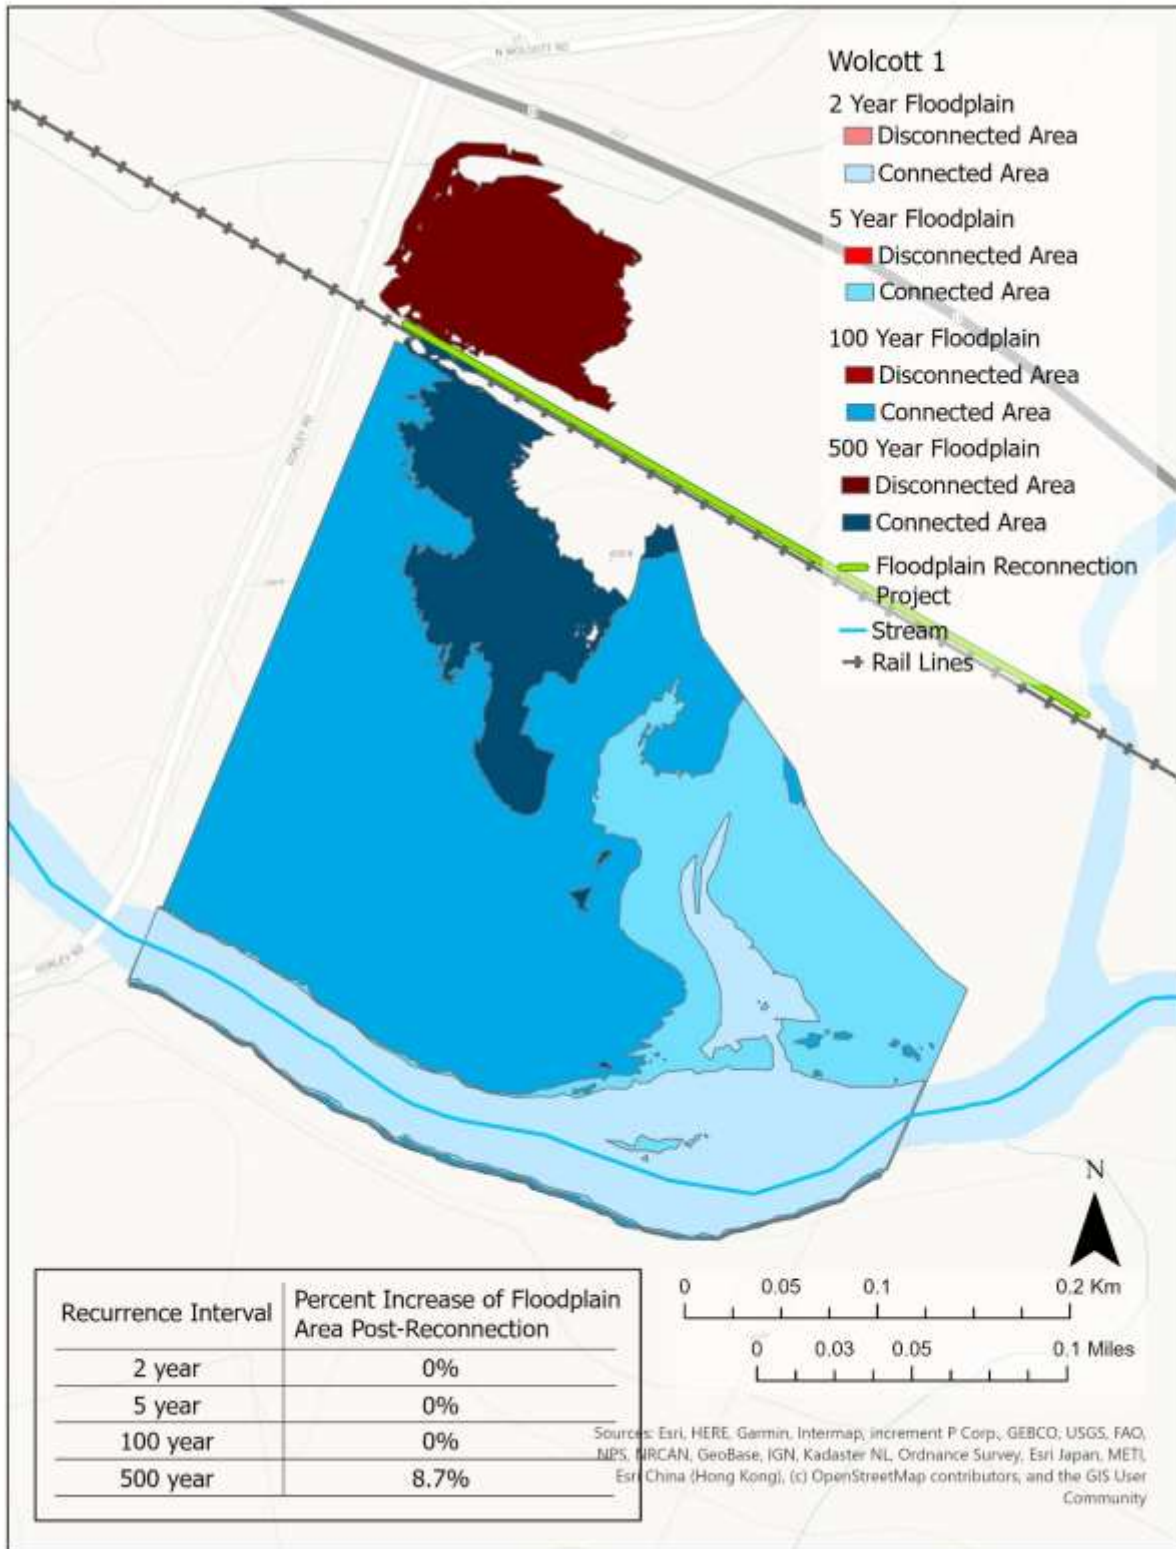 N WOLCOTT RD
Wolcott 1
2 Year Floodplain
Disconnected Area
Connected Area
5 Year Floodplain
Disconnected Area
Connected Area
100 Year Floodplain
Disconnected Area
Connected Area
500 Year Floodplain
Disconnected Area
Connected Area
Floodplain Reconnection
Project
Stream
Rail Lines
N
0 0.05 0.1 0.2 Km
0 0.03 0.05 0.1 Miles
Recurrence Interval
Percent Increase of Floodplain
Area Post-Reconnection
2 year 0%
5 year 0%
100 year 0%
500 year 8.7%
Sources: Esri, HERE, Garmin, Intermap, increment P Corp., GEBCO, USGS, FAO,
NPS, NRCAN, GeoBase, IGN, Kadaster NL, Ordnance Survey, Esri Japan, METI,
Esri China (Hong Kong), (c) OpenStreetMap contributors, and the GIS User
Community